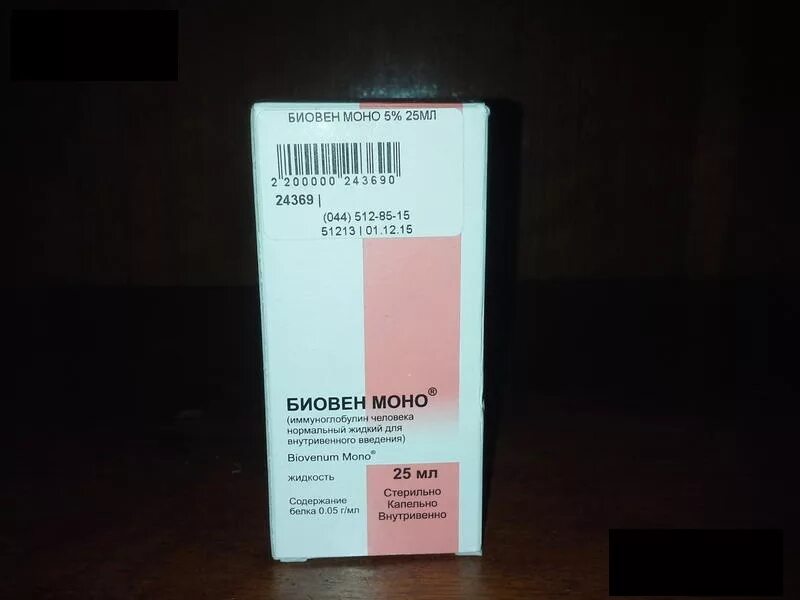 БИОВЕН МОНО 5% 25МЛ
2 200000 243690
24369 |
(044) 512-85-15
51213 | 01.12.15
БИОВЕН МОНО®
(иммуноглобулин человека
нормальный жидкий для
внутривенного введения)
Biovenum Mono®
жидкость
25 мл
Содержание
белка 0.05 г/мл
Стерильно
Капельно
Внутривенно